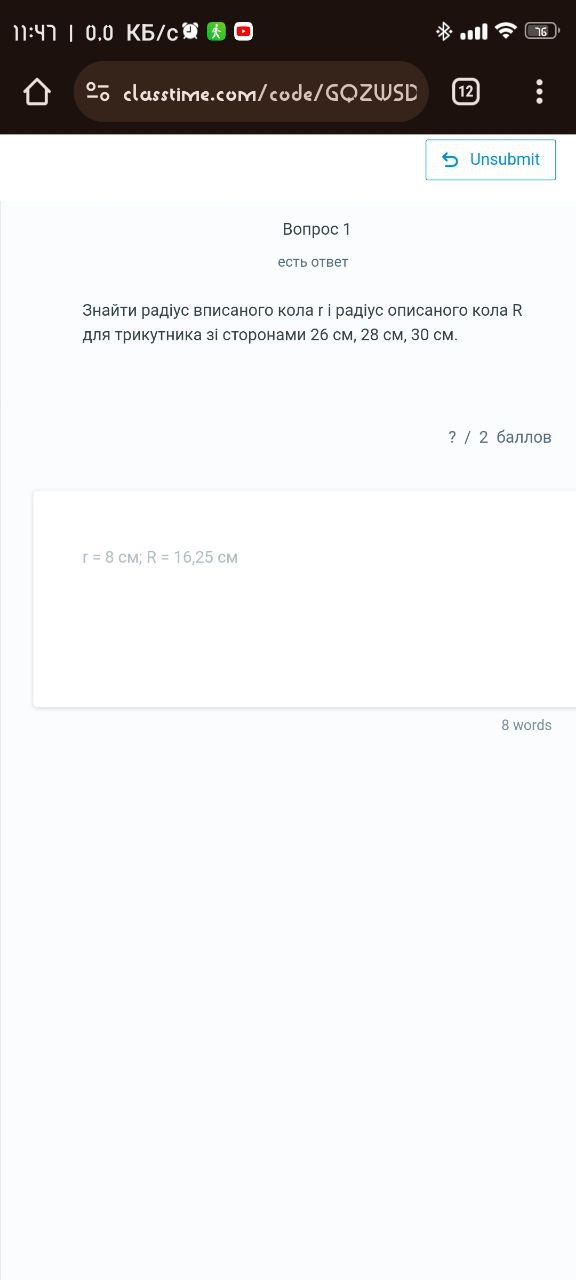 11:47 | 0,0 КБ/с
76
classtime.com/code/GQZWSD
12
Unsubmit
Вопрос 1
есть ответ
Знайти радіус вписаного кола r і радіус описаного кола R
для трикутника зі сторонами 26 см, 28 см, 30 см.
? / 2 баллов
r = 8 см; R = 16,25 см
8 words